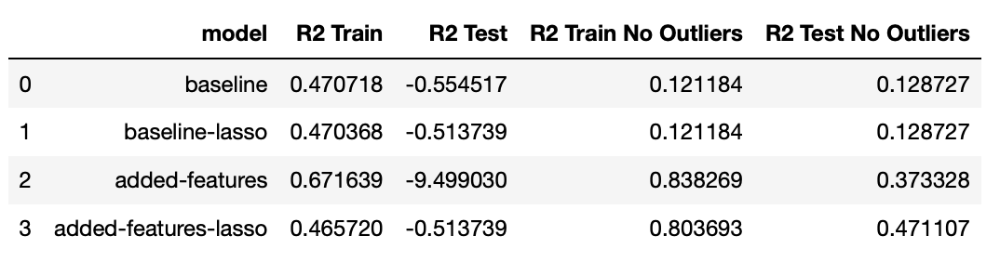 model R2 Train R2 Test R2 Train No Outliers R2 Test No Outliers
0 baseline 0.470718 -0.554517 0.121184 0.128727
1 baseline-lasso 0.470368 -0.513739 0.121184 0.128727
2 added-features 0.671639 -9.499030 0.838269 0.373328
3 added-features-lasso 0.465720 -0.513739 0.803693 0.471107